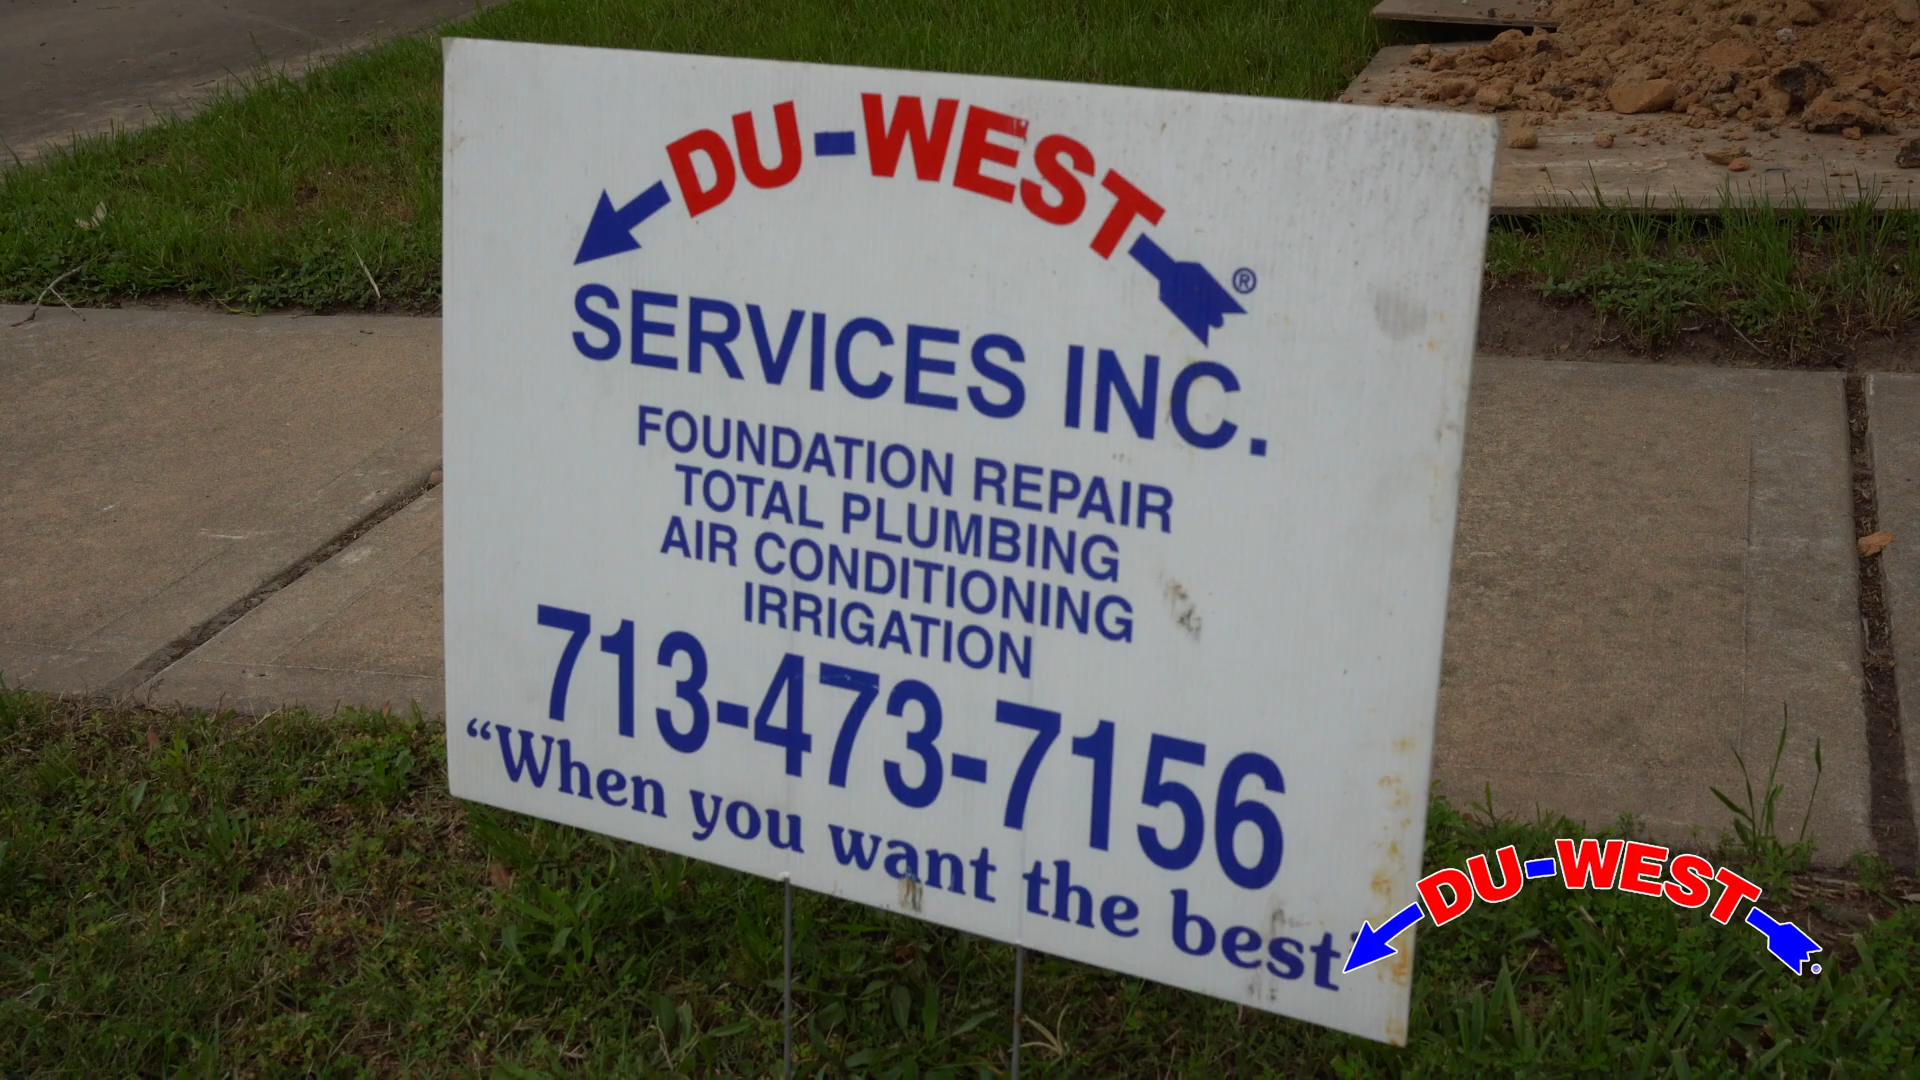 DU-WEST®
SERVICES INC.
FOUNDATION REPAIR
TOTAL PLUMBING
AIR CONDITIONING
IRRIGATION
713-473-7156
“When you want the best”
DU-WEST®